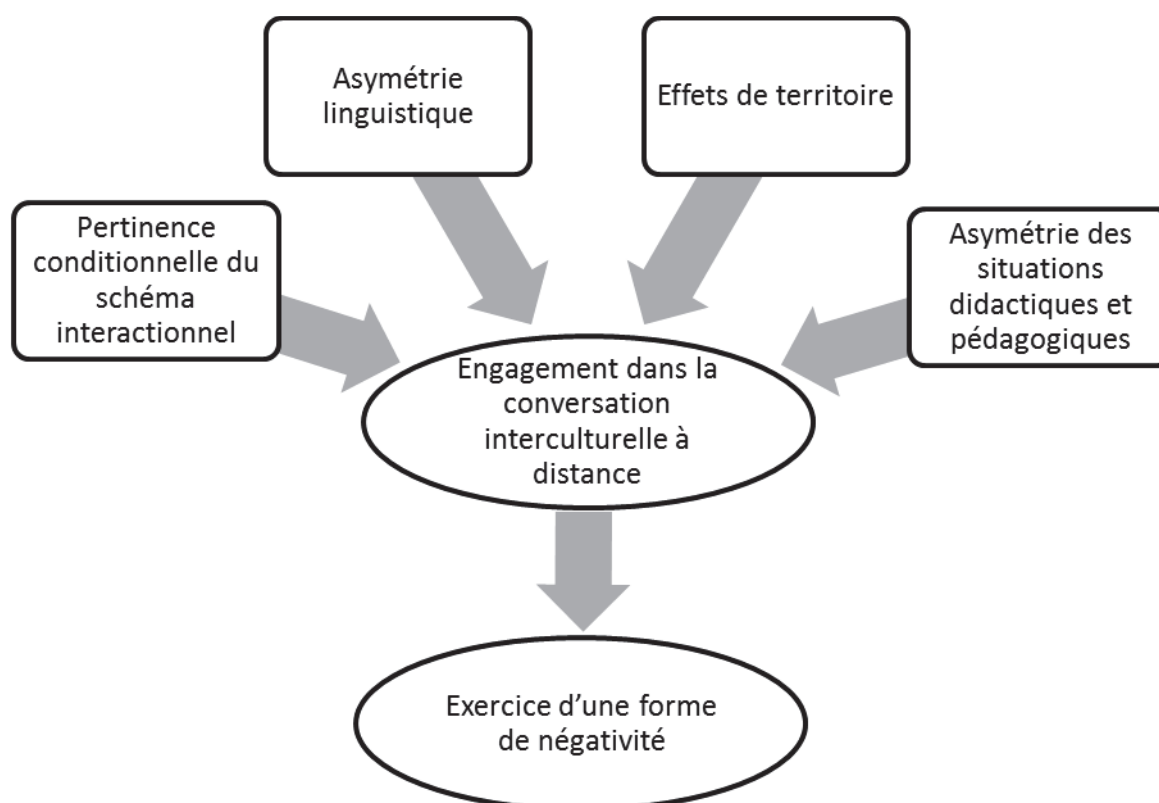 Asymétrie
linguistique
Effets de territoire
Pertinence
conditionnelle du
schéma
interactionnel
Asymétrie des
situations
didactiques et
pédagogiques
Engagement dans la
conversation
interculturelle à
distance
Exercice d’une forme
de négativité